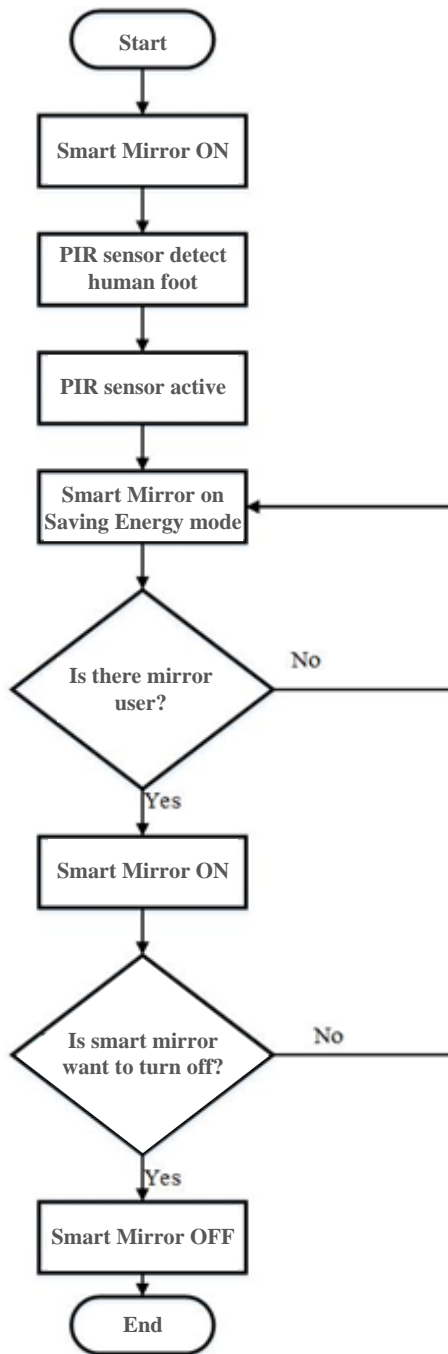 Start
Smart Mirror ON
PIR sensor detect
human foot
PIR sensor active
Smart Mirror on
Saving Energy mode
Is there mirror
user?
No
Yes
Smart Mirror ON
Is smart mirror
want to turn off?
No
Yes
Smart Mirror OFF
End